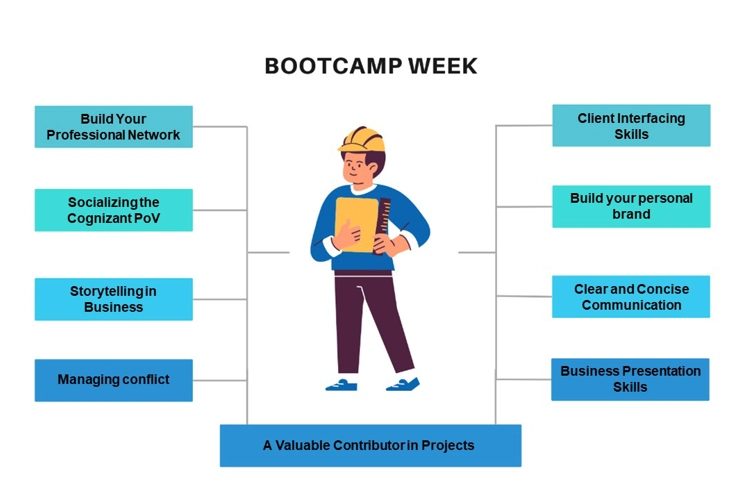 BOOTCAMP WEEK
Build Your
Professional Network
Socializing the
Cognizant PoV
Storytelling in
Business
Managing conflict
Client Interfacing
Skills
Build your personal
brand
Clear and Concise
Communication
Business Presentation
Skills
A Valuable Contributor in Projects